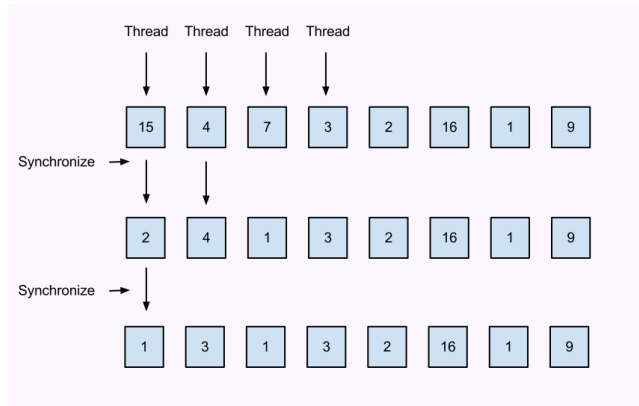 Thread Thread Thread Thread
15 4 7 3 2 16 1 9
Synchronize
2 4 1 3 2 16 1 9
Synchronize
1 3 1 3 2 16 1 9